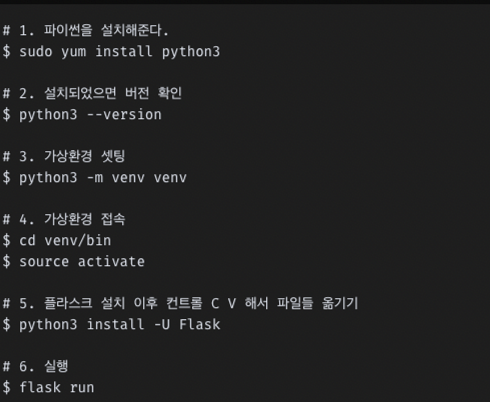 # 1. 파이썬을 설치해준다.
$ sudo yum install python3
# 2. 설치되었으면 버전 확인
$ python3 --version
# 3. 가상환경 셋팅
$ python3 -m venv venv
# 4. 가상환경 접속
$ cd venv/bin
$ source activate
# 5. 플라스크 설치 이후 컨트롤 C V 해서 파일들 옮기기
$ python3 install -U Flask
# 6. 실행
$ flask run